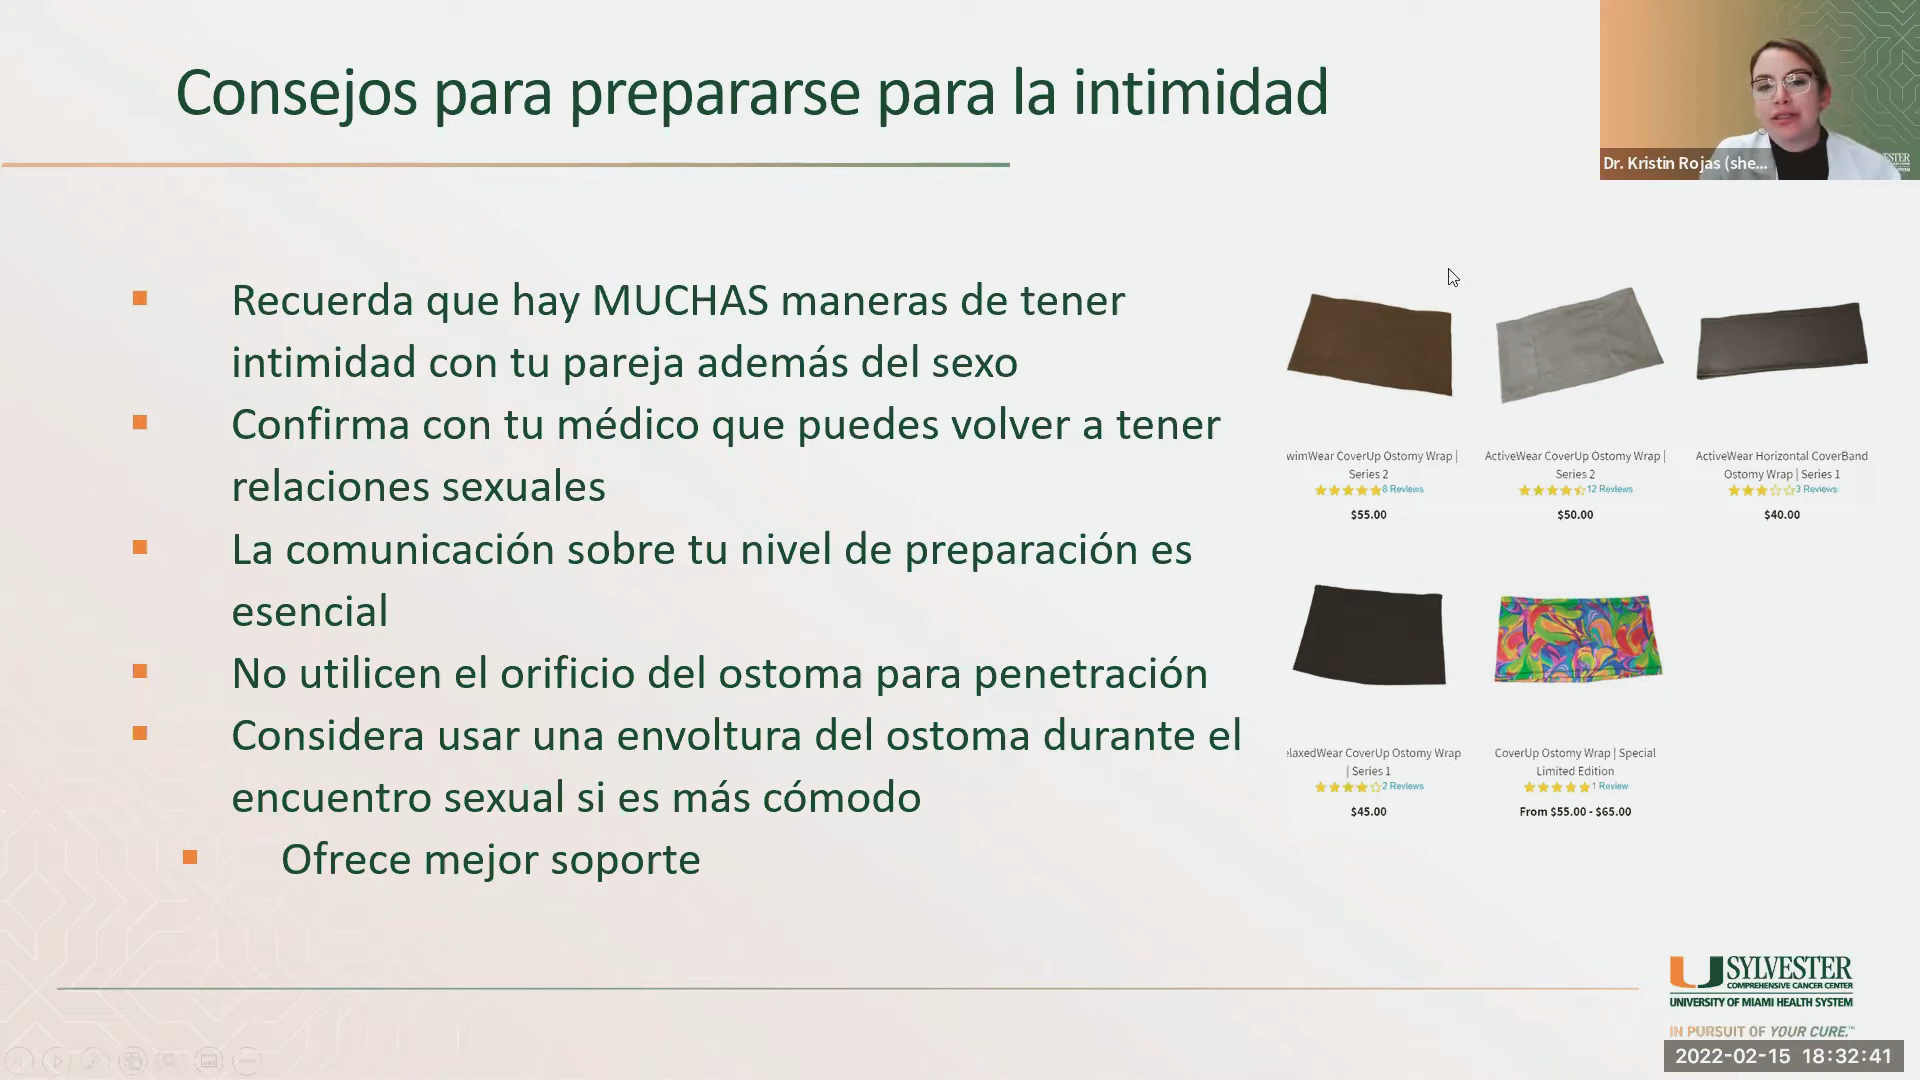 Consejos para prepararse para la intimidad
Dr. Kristin Rojas (she...
Recuerda que hay MUCHAS maneras de tener
intimidad con tu pareja además del sexo
Confirma con tu médico que puedes volver a tener
relaciones sexuales
La comunicación sobre tu nivel de preparación es
esencial
No utilicen el orificio del ostoma para penetración
Considera usar una envoltura del ostoma durante el
encuentro sexual si es más cómodo
Ofrece mejor soporte
wimWear CoverUp Ostomy Wrap |
Series 2
8 Reviews
$55.00
ActiveWear CoverUp Ostomy Wrap |
Series 2
12 Reviews
$50.00
ActiveWear Horizontal CoverBand
Ostomy Wrap | Series 1
3 Reviews
$40.00
elaxedWear CoverUp Ostomy Wrap
| Series 1
2 Reviews
$45.00
CoverUp Ostomy Wrap | Special
Limited Edition
1 Review
From $55.00 - $65.00
SYLVESTER
COMPREHENSIVE CANCER CENTER
UNIVERSITY OF MIAMI HEALTH SYSTEM
IN PURSUIT OF YOUR CURE.™
2022-02-15 18:32:41